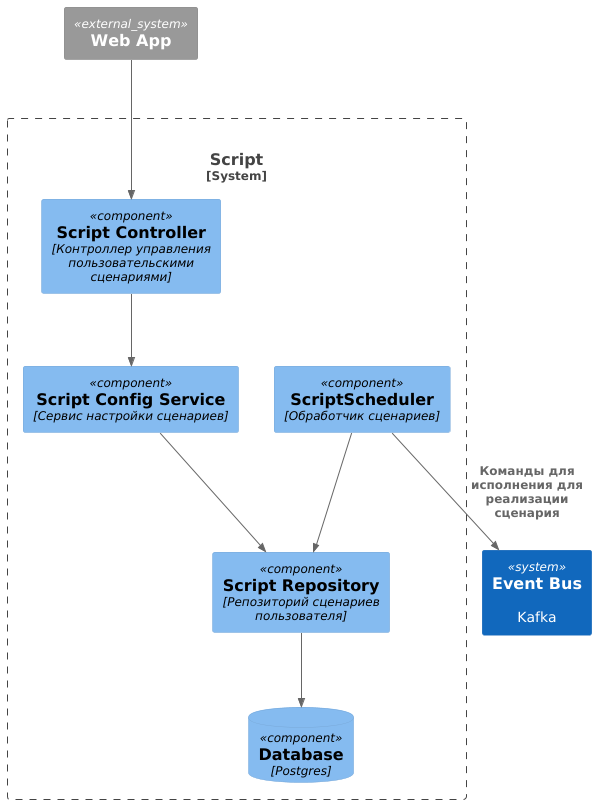 «external_system»
Web App
Script
[System]
«component»
Script Controller
[Контроллер управления
пользовательскими
сценариями]
«component»
Script Config Service
[Сервис настройки сценариев]
«component»
ScriptScheduler
[Обработчик сценариев]
Команды для
исполнения для
реализации
сценария
«component»
Script Repository
[Репозиторий сценариев
пользователя]
«system»
Event Bus
Kafka
«component»
Database
[Postgres]